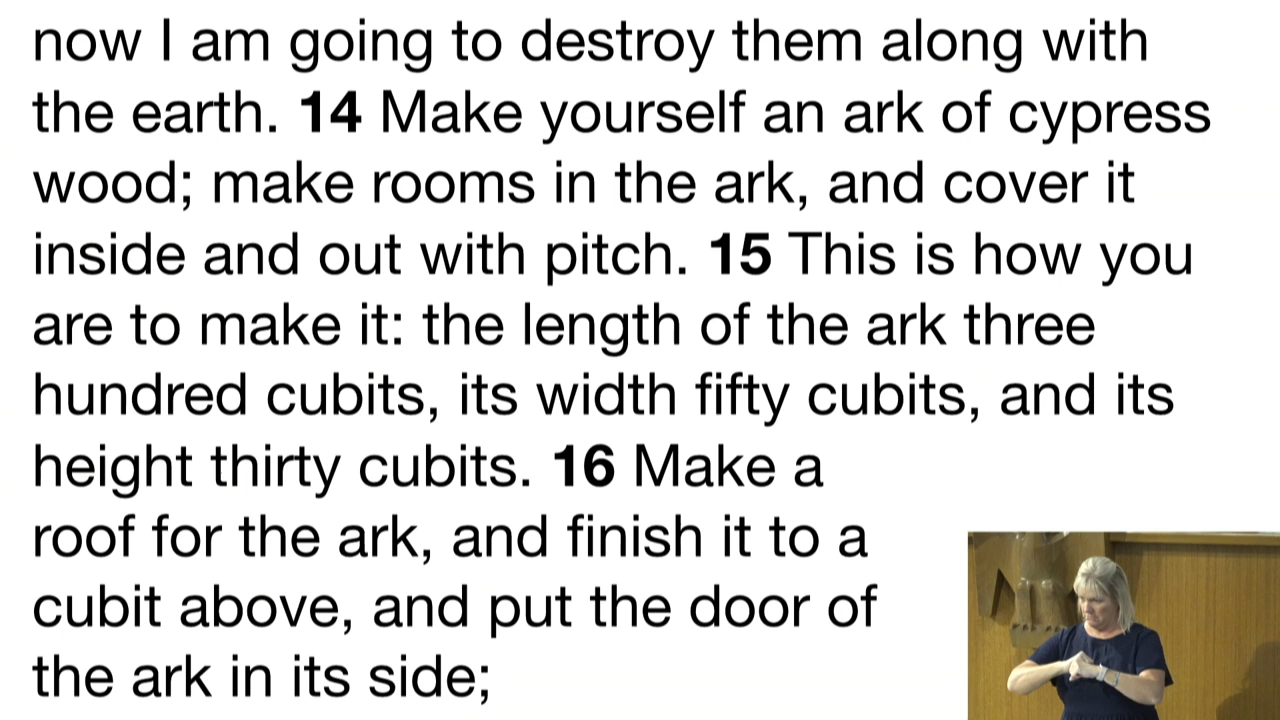 now I am going to destroy them along with
the earth. 14 Make yourself an ark of cypress
wood; make rooms in the ark, and cover it
inside and out with pitch. 15 This is how you
are to make it: the length of the ark three
hundred cubits, its width fifty cubits, and its
height thirty cubits. 16 Make a
roof for the ark, and finish it to a
cubit above, and put the door of
the ark in its side;